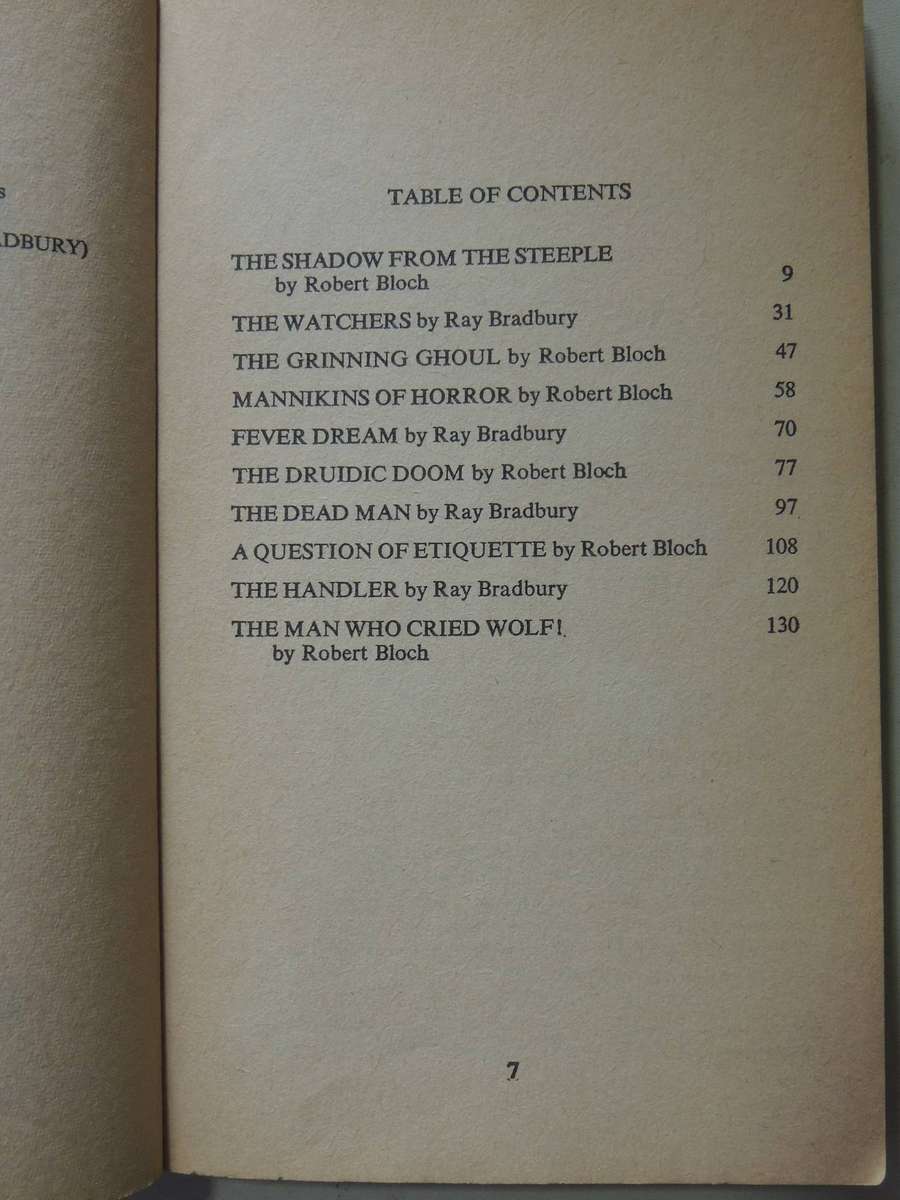 s
ADBURY)
TABLE OF CONTENTS
THE SHADOW FROM THE STEEPLE
by Robert Bloch 9
THE WATCHERS by Ray Bradbury 31
THE GRINNING GHOUL by Robert Bloch 47
MANNIKINS OF HORROR by Robert Bloch 58
FEVER DREAM by Ray Bradbury 70
THE DRUIDIC DOOM by Robert Bloch 77
THE DEAD MAN by Ray Bradbury 97
A QUESTION OF ETIQUETTE by Robert Bloch 108
THE HANDLER by Ray Bradbury 120
THE MAN WHO CRIED WOLF! 130
by Robert Bloch
7